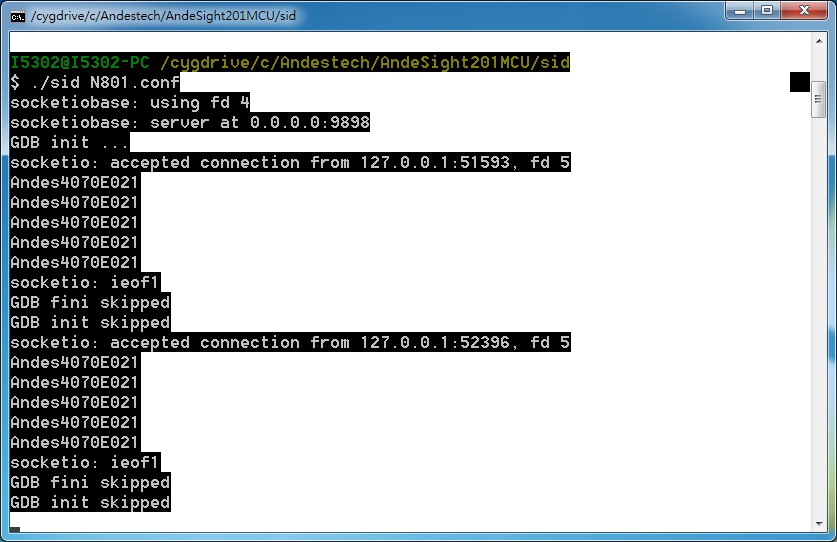 /cygdrive/c/Andestech/AndeSight201MCU/sid
I5302@I5302-PC /cygdrive/c/Andestech/AndeSight201MCU/sid
$ ./sid N801.conf
socketiobase: using fd 4
socketiobase: server at 0.0.0.0:9898
GDB init ...
socketio: accepted connection from 127.0.0.1:51593, fd 5
Andes4070E021
Andes4070E021
Andes4070E021
Andes4070E021
Andes4070E021
socketio: ieof1
GDB fini skipped
GDB init skipped
socketio: accepted connection from 127.0.0.1:52396, fd 5
Andes4070E021
Andes4070E021
Andes4070E021
Andes4070E021
Andes4070E021
socketio: ieof1
GDB fini skipped
GDB init skipped